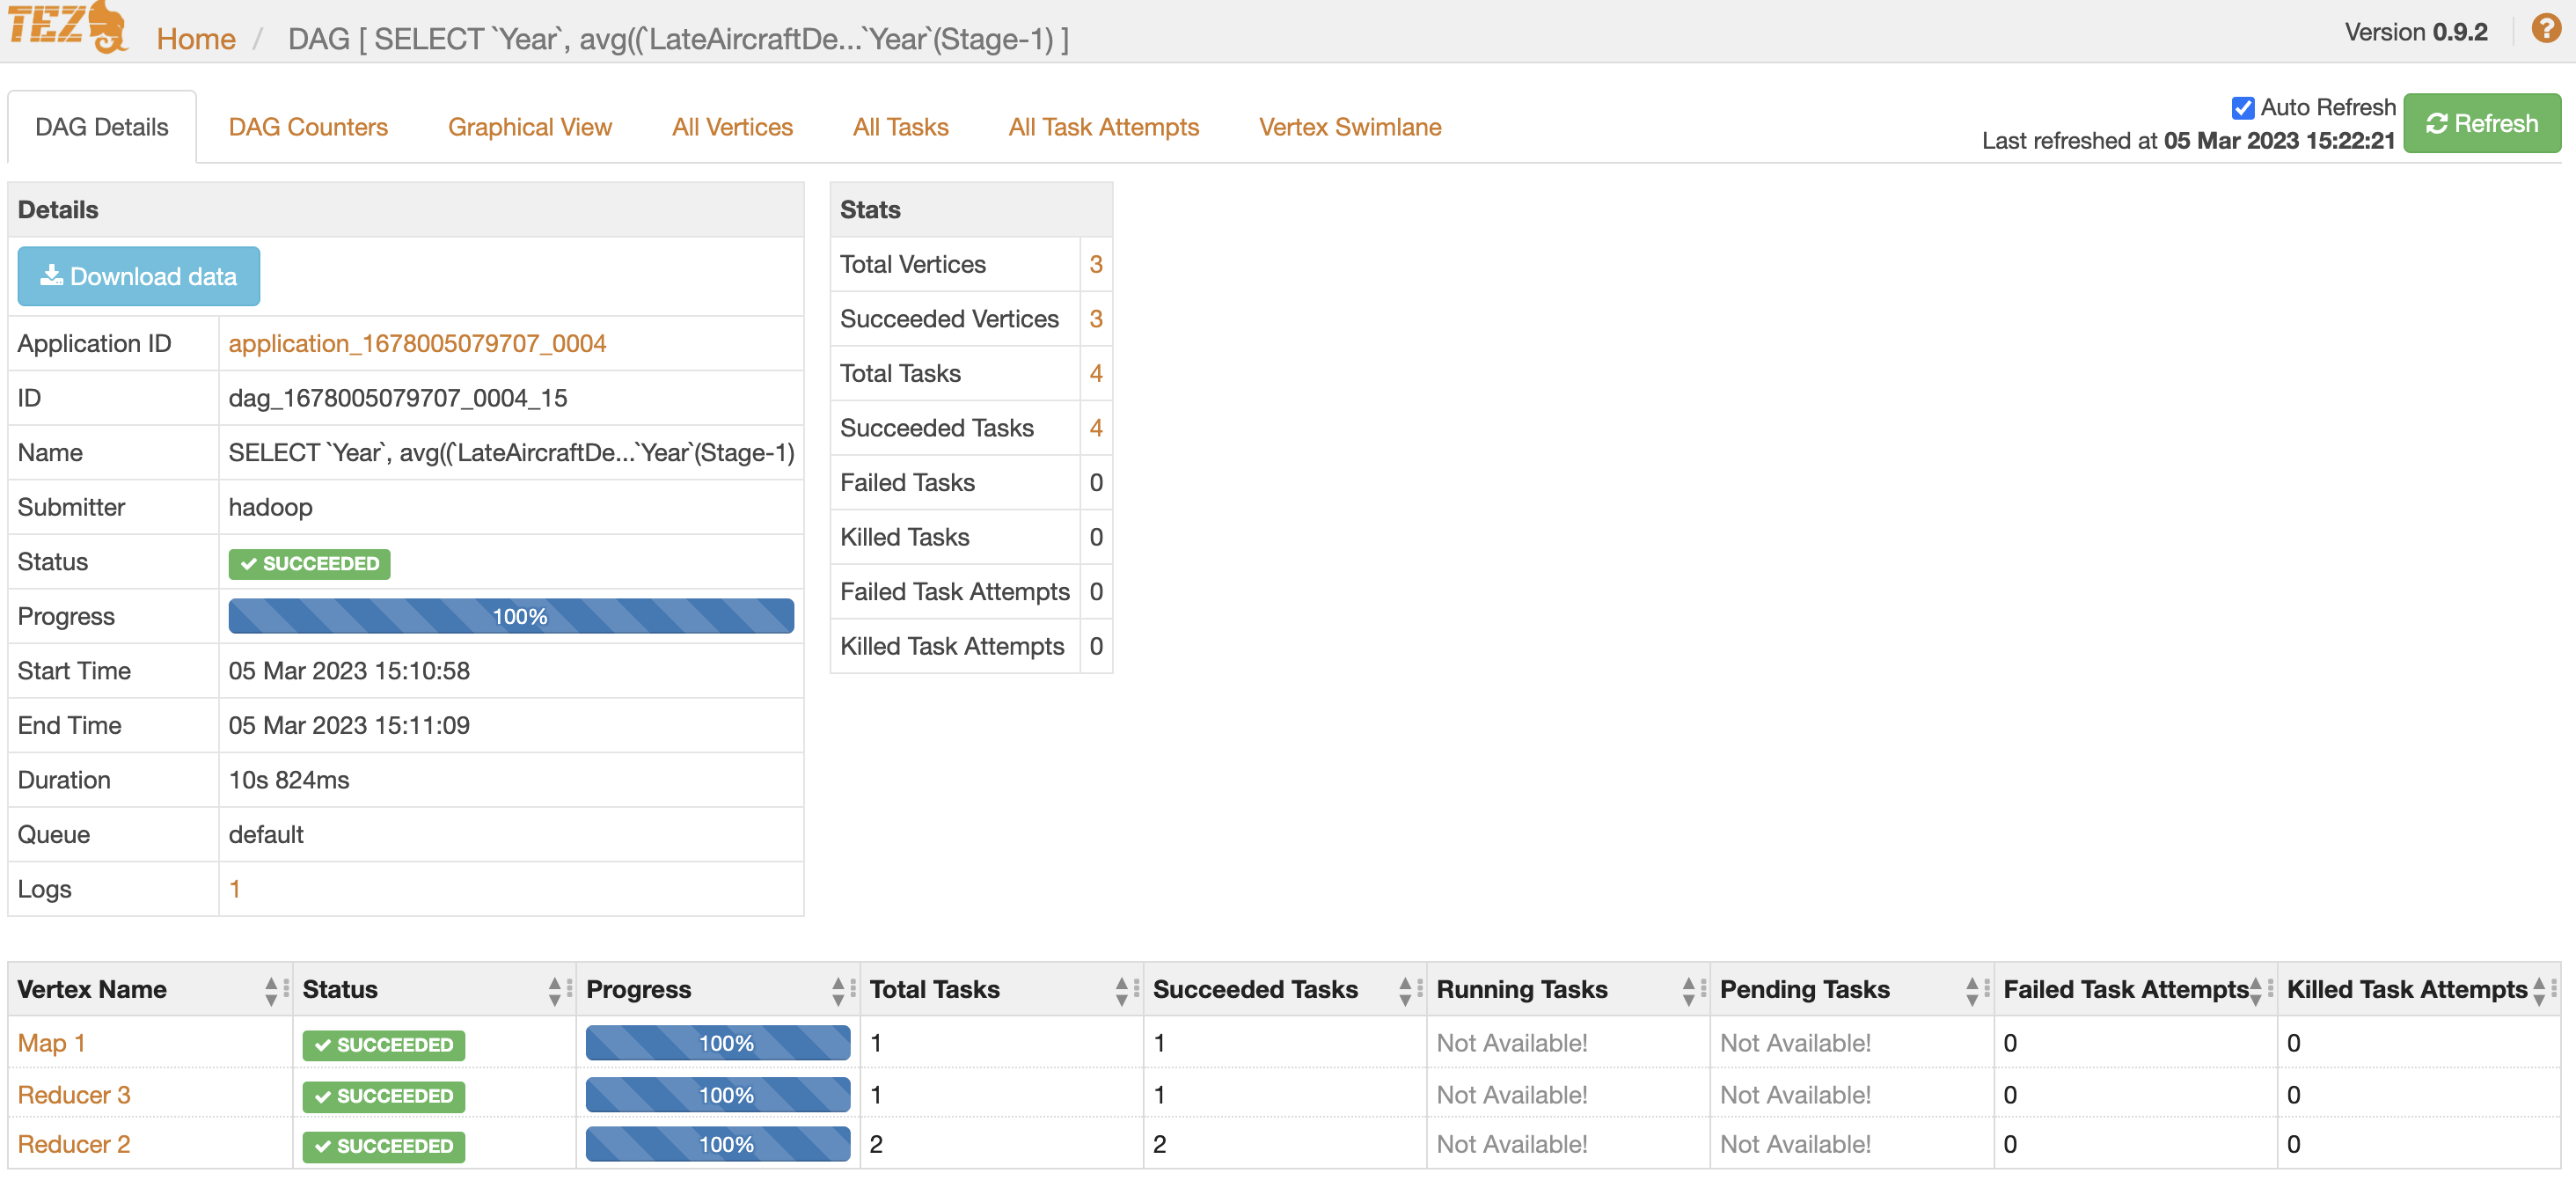 TEZ Home / DAG [ SELECT `Year`, avg((`LateAircraftDe...`Year`(Stage-1) ] Version 0.9.2 ?
DAG Details DAG Counters Graphical View All Vertices All Tasks All Task Attempts Vertex Swimlane
Auto Refresh
Last refreshed at 05 Mar 2023 15:22:21
Refresh
Details
Download data
Application ID application_1678005079707_0004
ID dag_1678005079707_0004_15
Name SELECT `Year`, avg((`LateAircraftDe...`Year`(Stage-1)
Submitter hadoop
Status SUCCEEDED
Progress 100%
Start Time 05 Mar 2023 15:10:58
End Time 05 Mar 2023 15:11:09
Duration 10s 824ms
Queue default
Logs 1
Stats
Total Vertices 3
Succeeded Vertices 3
Total Tasks 4
Succeeded Tasks 4
Failed Tasks 0
Killed Tasks 0
Failed Task Attempts 0
Killed Task Attempts 0
Vertex Name Status Progress Total Tasks Succeeded Tasks Running Tasks Pending Tasks Failed Task Attempts Killed Task Attempts
Map 1 SUCCEEDED 100% 1 1 Not Available! Not Available! 0 0
Reducer 3 SUCCEEDED 100% 1 1 Not Available! Not Available! 0 0
Reducer 2 SUCCEEDED 100% 2 2 Not Available! Not Available! 0 0